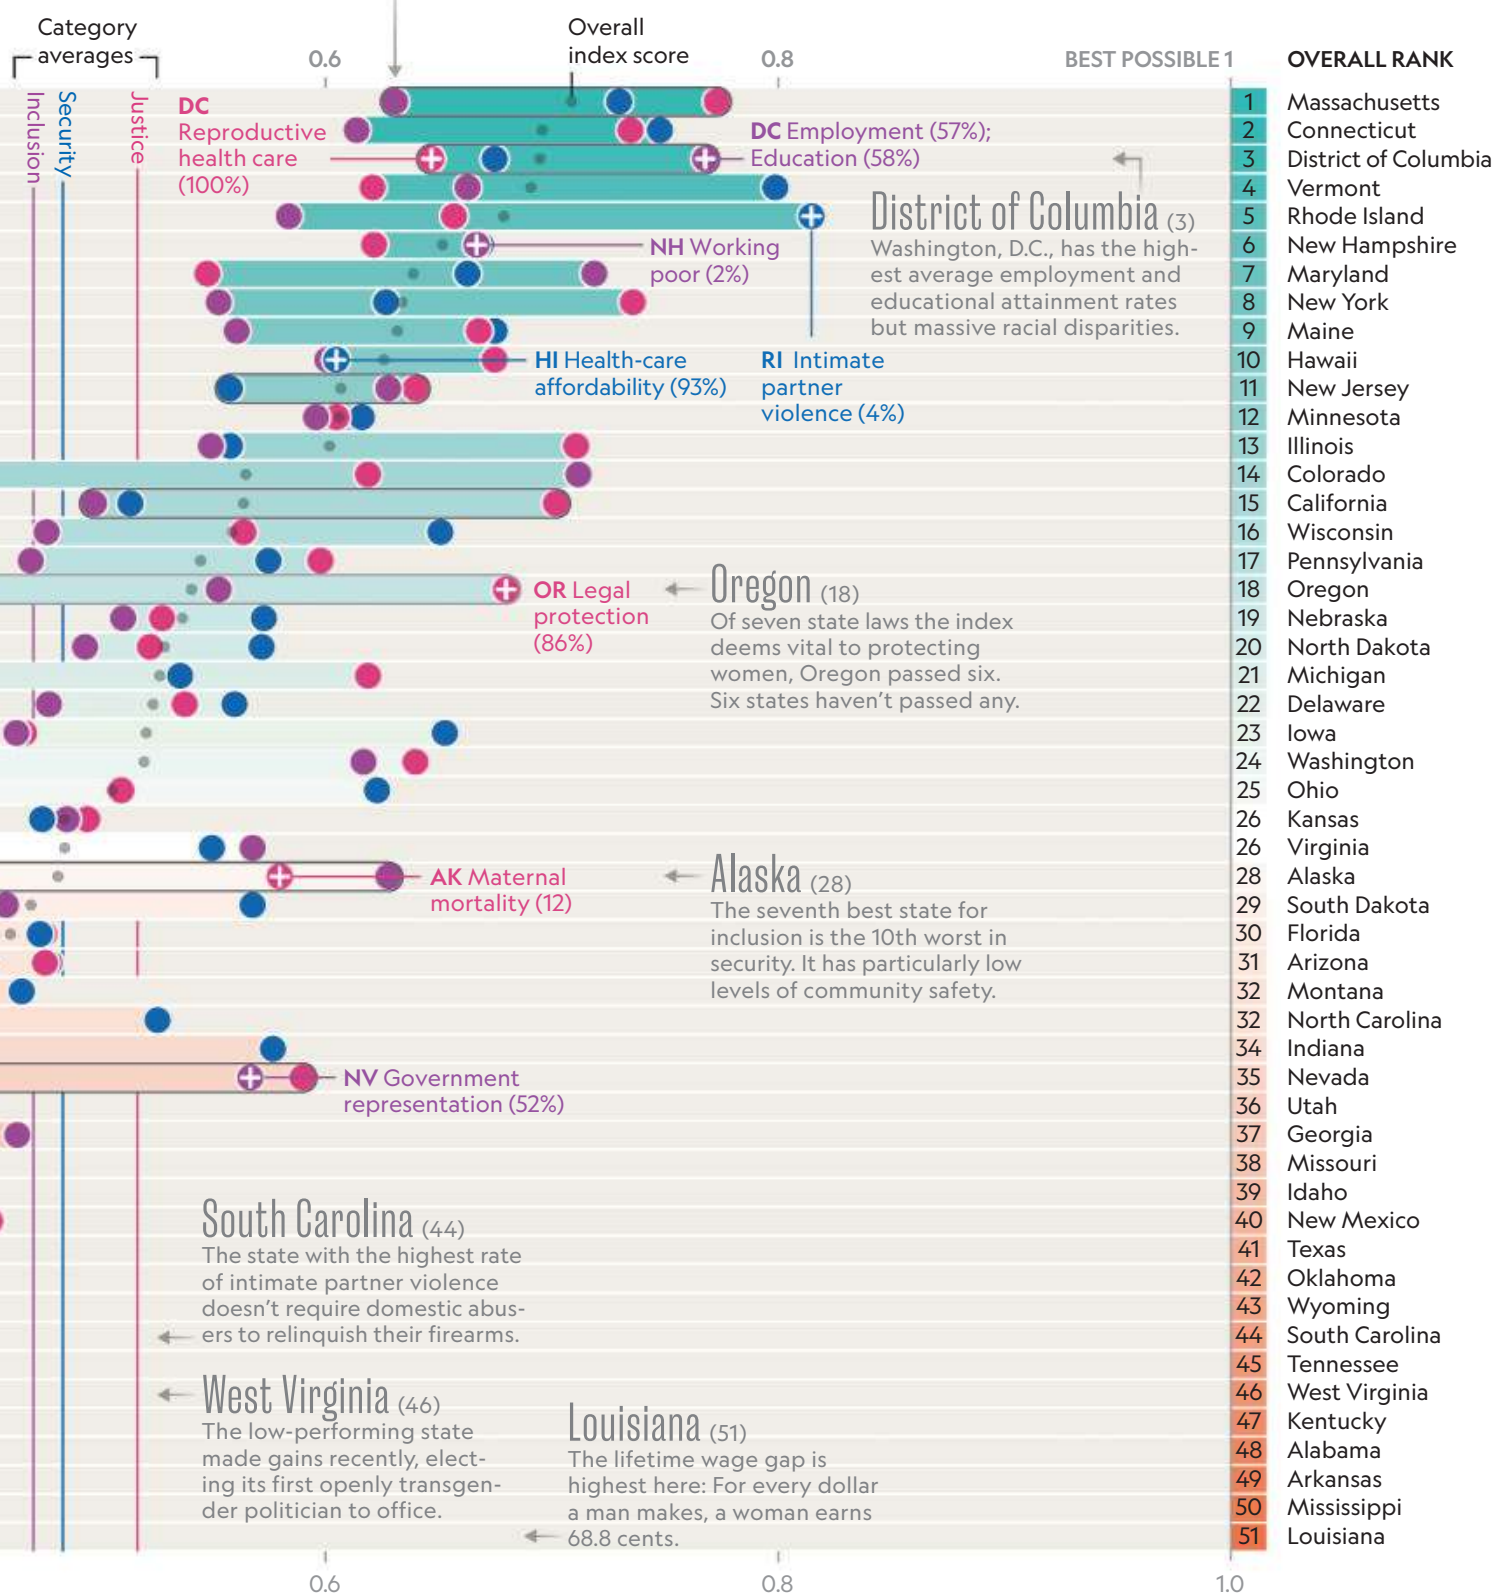 Category
averages
Overall
index score
0.6
0.8
BEST POSSIBLE 1
OVERALL RANK
Inclusion
Security
Justice
DC
Reproductive
health care
(100%)
DC Employment (57%);
Education (58%)
District of Columbia (3)
Washington, D.C., has the high-
est average employment and
educational attainment rates
but massive racial disparities.
NH Working
poor (2%)
HI Health-care
affordability (93%)
RI Intimate
partner
violence (4%)
OR Legal
protection
(86%)
Oregon (18)
Of seven state laws the index
deems vital to protecting
women, Oregon passed six.
Six states haven't passed any.
AK Maternal
mortality (12)
Alaska (28)
The seventh best state for
inclusion is the 10th worst in
security. It has particularly low
levels of community safety.
NV Government
representation (52%)
South Carolina (44)
The state with the highest rate
of intimate partner violence
doesn't require domestic abus-
ers to relinquish their firearms.
West Virginia (46)
The low-performing state
made gains recently, elect-
ing its first openly transgen-
der politician to office.
Louisiana (51)
The lifetime wage gap is
highest here: For every dollar
a man makes, a woman earns
68.8 cents.
1 Massachusetts
2 Connecticut
3 District of Columbia
4 Vermont
5 Rhode Island
6 New Hampshire
7 Maryland
8 New York
9 Maine
10 Hawaii
11 New Jersey
12 Minnesota
13 Illinois
14 Colorado
15 California
16 Wisconsin
17 Pennsylvania
18 Oregon
19 Nebraska
20 North Dakota
21 Michigan
22 Delaware
23 Iowa
24 Washington
25 Ohio
26 Kansas
26 Virginia
28 Alaska
29 South Dakota
30 Florida
31 Arizona
32 Montana
32 North Carolina
34 Indiana
35 Nevada
36 Utah
37 Georgia
38 Missouri
39 Idaho
40 New Mexico
41 Texas
42 Oklahoma
43 Wyoming
44 South Carolina
45 Tennessee
46 West Virginia
47 Kentucky
48 Alabama
49 Arkansas
50 Mississippi
51 Louisiana
0.6
0.8
1.0